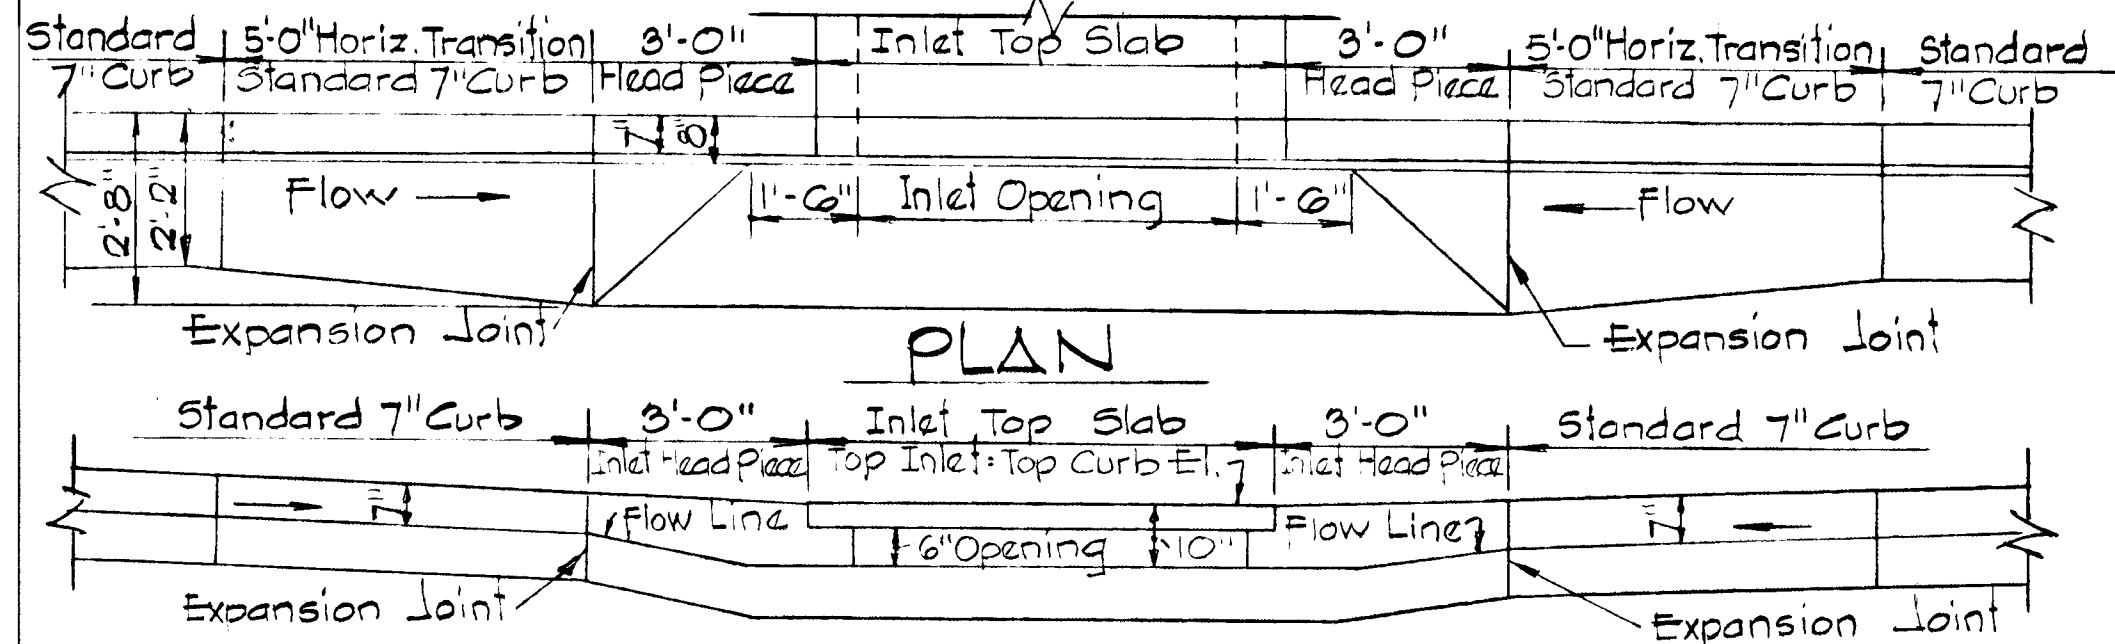 Standard 5'-0" Horiz. Transition 3'-0" Inlet Top Slab 3'-0" 5'-0" Horiz. Transition Standard
7" Curb Standard 7" Curb Head Piece Head Piece Standard 7" Curb 7" Curb
7" 8"
2'-8" 2'-2" Flow 1'-6" Inlet Opening 1'-6" Flow
Expansion Joint Expansion Joint
PLAN
Standard 7" Curb 3'-0" Inlet Top Slab 3'-0" Standard 7" Curb
Inlet Head Piece Top Inlet = Top Curb El. Inlet Head Piece
7" Flow Line Flow Line 7"
6" Opening 10"
Expansion Joint Expansion Joint